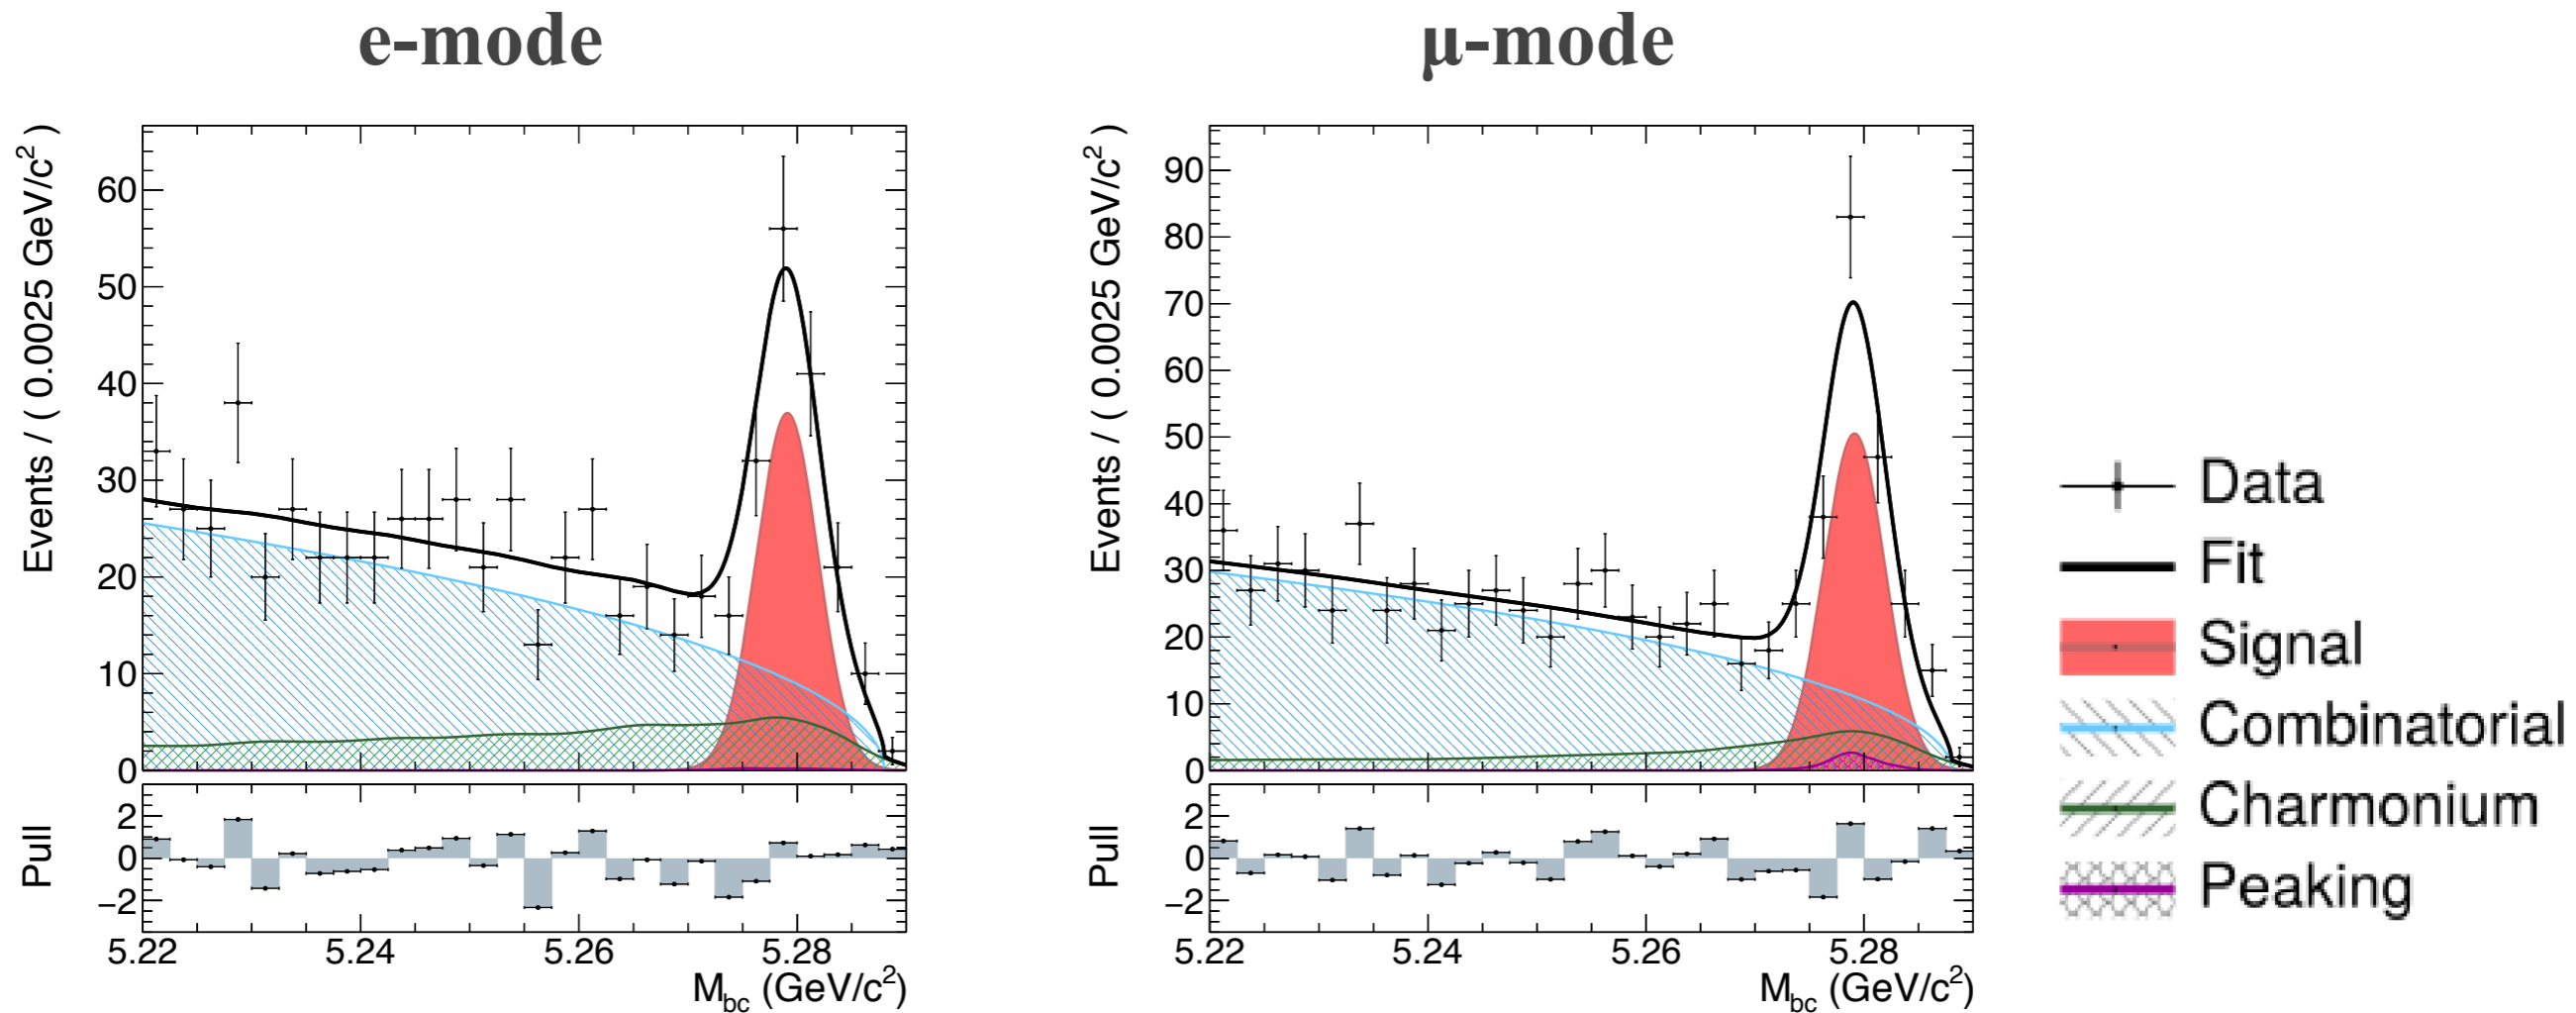 e-mode
μ-mode
Events / ( 0.0025 GeV/c² )
60
50
40
30
20
10
0
Pull
2
0
−2
5.22 5.24 5.26 5.28
M_bc (GeV/c²)
Events / ( 0.0025 GeV/c² )
90
80
70
60
50
40
30
20
10
0
Pull
2
0
−2
5.22 5.24 5.26 5.28
M_bc (GeV/c²)
Data
Fit
Signal
Combinatorial
Charmonium
Peaking